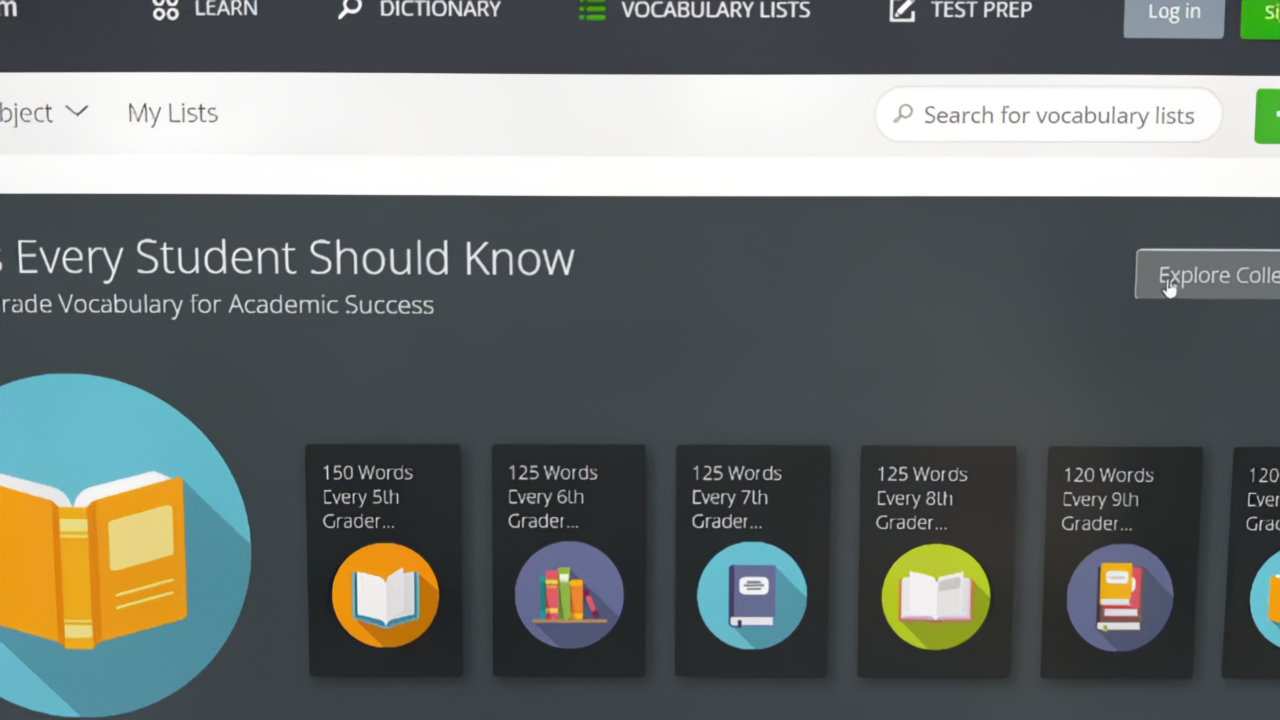 m LEARN DICTIONARY VOCABULARY LISTS TEST PREP Log in Si
bject My Lists Search for vocabulary lists
s Every Student Should Know
rade Vocabulary for Academic Success
Explore Colle
150 Words
Every 5th
Grader...
125 Words
Every 6th
Grader...
125 Words
Every 7th
Grader...
125 Words
Every 8th
Grader...
120 Words
Every 9th
Grader...
120
Ever
Grad